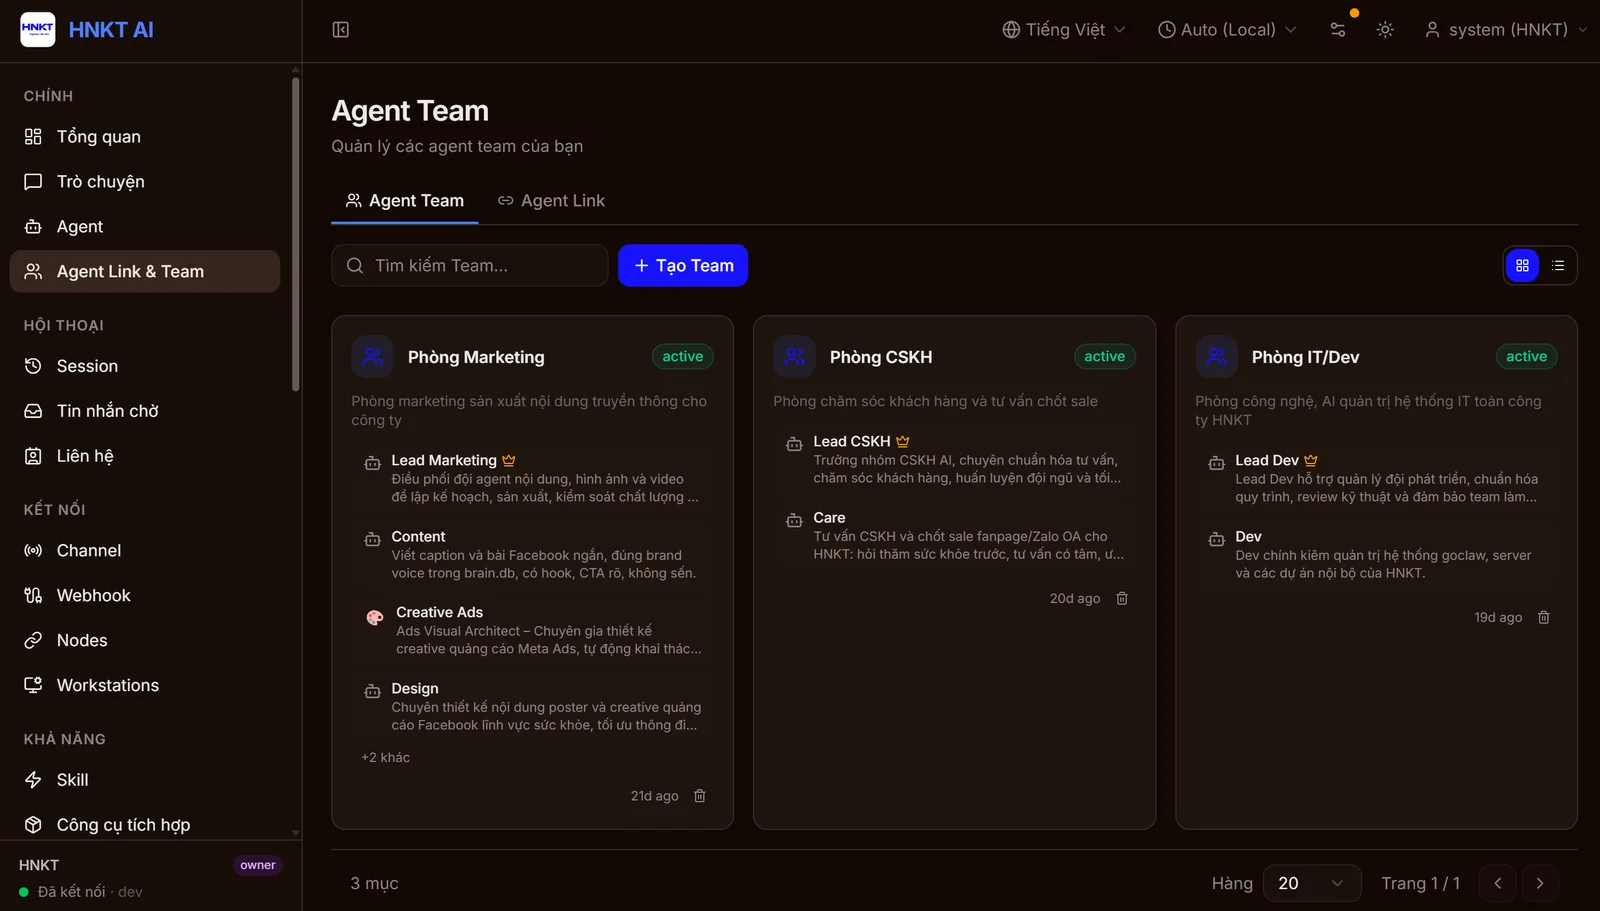 HNKT
HNKT AI
Tiếng Việt
Auto (Local)
system (HNKT)
CHÍNH
Tổng quan
Trò chuyện
Agent
Agent Link & Team
HỘI THOẠI
Session
Tin nhắn chờ
Liên hệ
KẾT NỐI
Channel
Webhook
Nodes
Workstations
KHẢ NĂNG
Skill
Công cụ tích hợp
HNKT
owner
Đã kết nối · dev
Agent Team
Quản lý các agent team của bạn
Agent Team
Agent Link
Tìm kiếm Team...
+ Tạo Team
Phòng Marketing
active
Phòng marketing sản xuất nội dung truyền thông cho
công ty
Lead Marketing
Điều phối đội agent nội dung, hình ảnh và video
để lập kế hoạch, sản xuất, kiểm soát chất lượng ...
Content
Viết caption và bài Facebook ngắn, đúng brand
voice trong brain.db, có hook, CTA rõ, không sến.
Creative Ads
Ads Visual Architect – Chuyên gia thiết kế
creative quảng cáo Meta Ads, tự động khai thác...
Design
Chuyên thiết kế nội dung poster và creative quảng
cáo Facebook lĩnh vực sức khỏe, tối ưu thông đi...
+2 khác
21d ago
Phòng CSKH
active
Phòng chăm sóc khách hàng và tư vấn chốt sale
Lead CSKH
Trưởng nhóm CSKH AI, chuyên chuẩn hóa tư vấn,
chăm sóc khách hàng, huấn luyện đội ngũ và tối...
Care
Tư vấn CSKH và chốt sale fanpage/Zalo OA cho
HNKT: hỏi thăm sức khỏe trước, tư vấn có tâm, ư...
20d ago
Phòng IT/Dev
active
Phòng công nghệ, AI quản trị hệ thống IT toàn công
ty HNKT
Lead Dev
Lead Dev hỗ trợ quản lý đội phát triển, chuẩn hóa
quy trình, review kỹ thuật và đảm bảo team làm...
Dev
Dev chính kiêm quản trị hệ thống goclaw, server
và các dự án nội bộ của HNKT.
19d ago
3 mục
Hàng
20
Trang 1 / 1